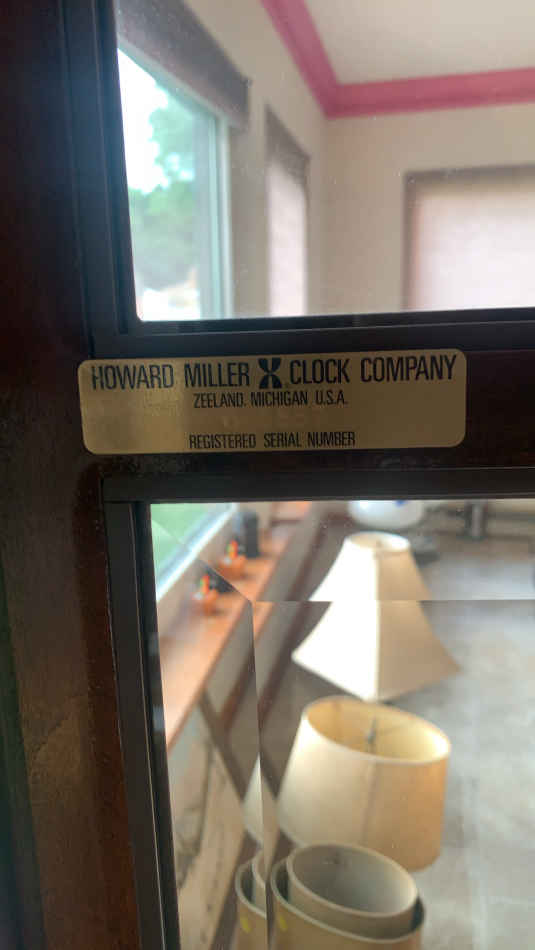 HOWARD MILLER CLOCK COMPANY
ZEELAND, MICHIGAN U.S.A.
REGISTERED SERIAL NUMBER